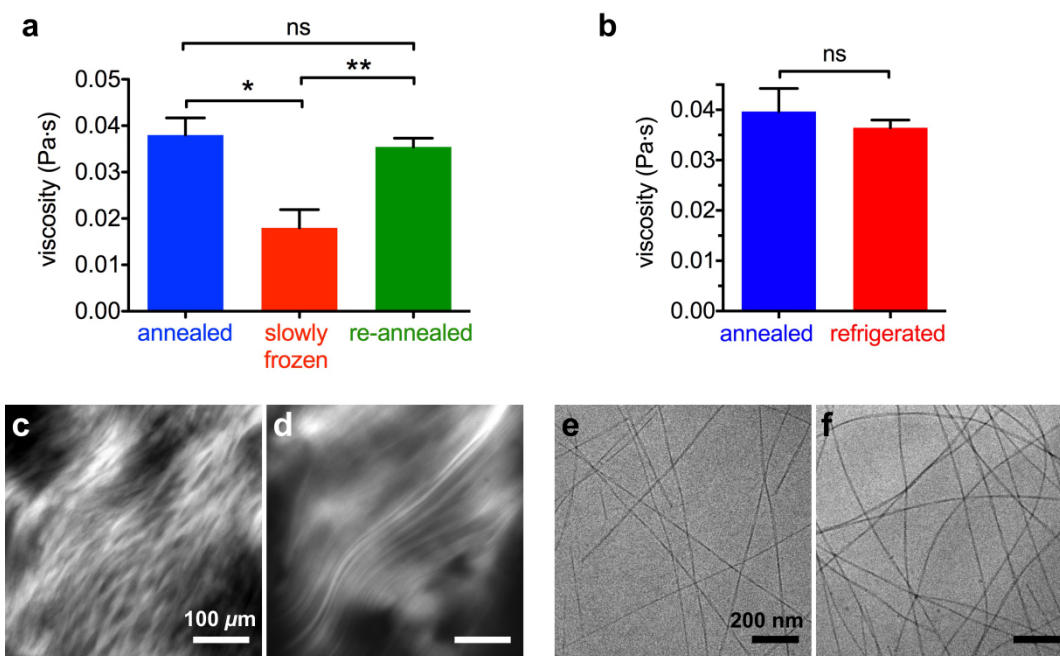 a
ns
*
**
viscosity (Pa·s)
0.05
0.04
0.03
0.02
0.01
0.00
annealed
slowly
frozen
re-annealed
b
ns
viscosity (Pa·s)
0.04
0.03
0.02
0.01
0.00
annealed
refrigerated
c
100 µm
d
e
200 nm
f